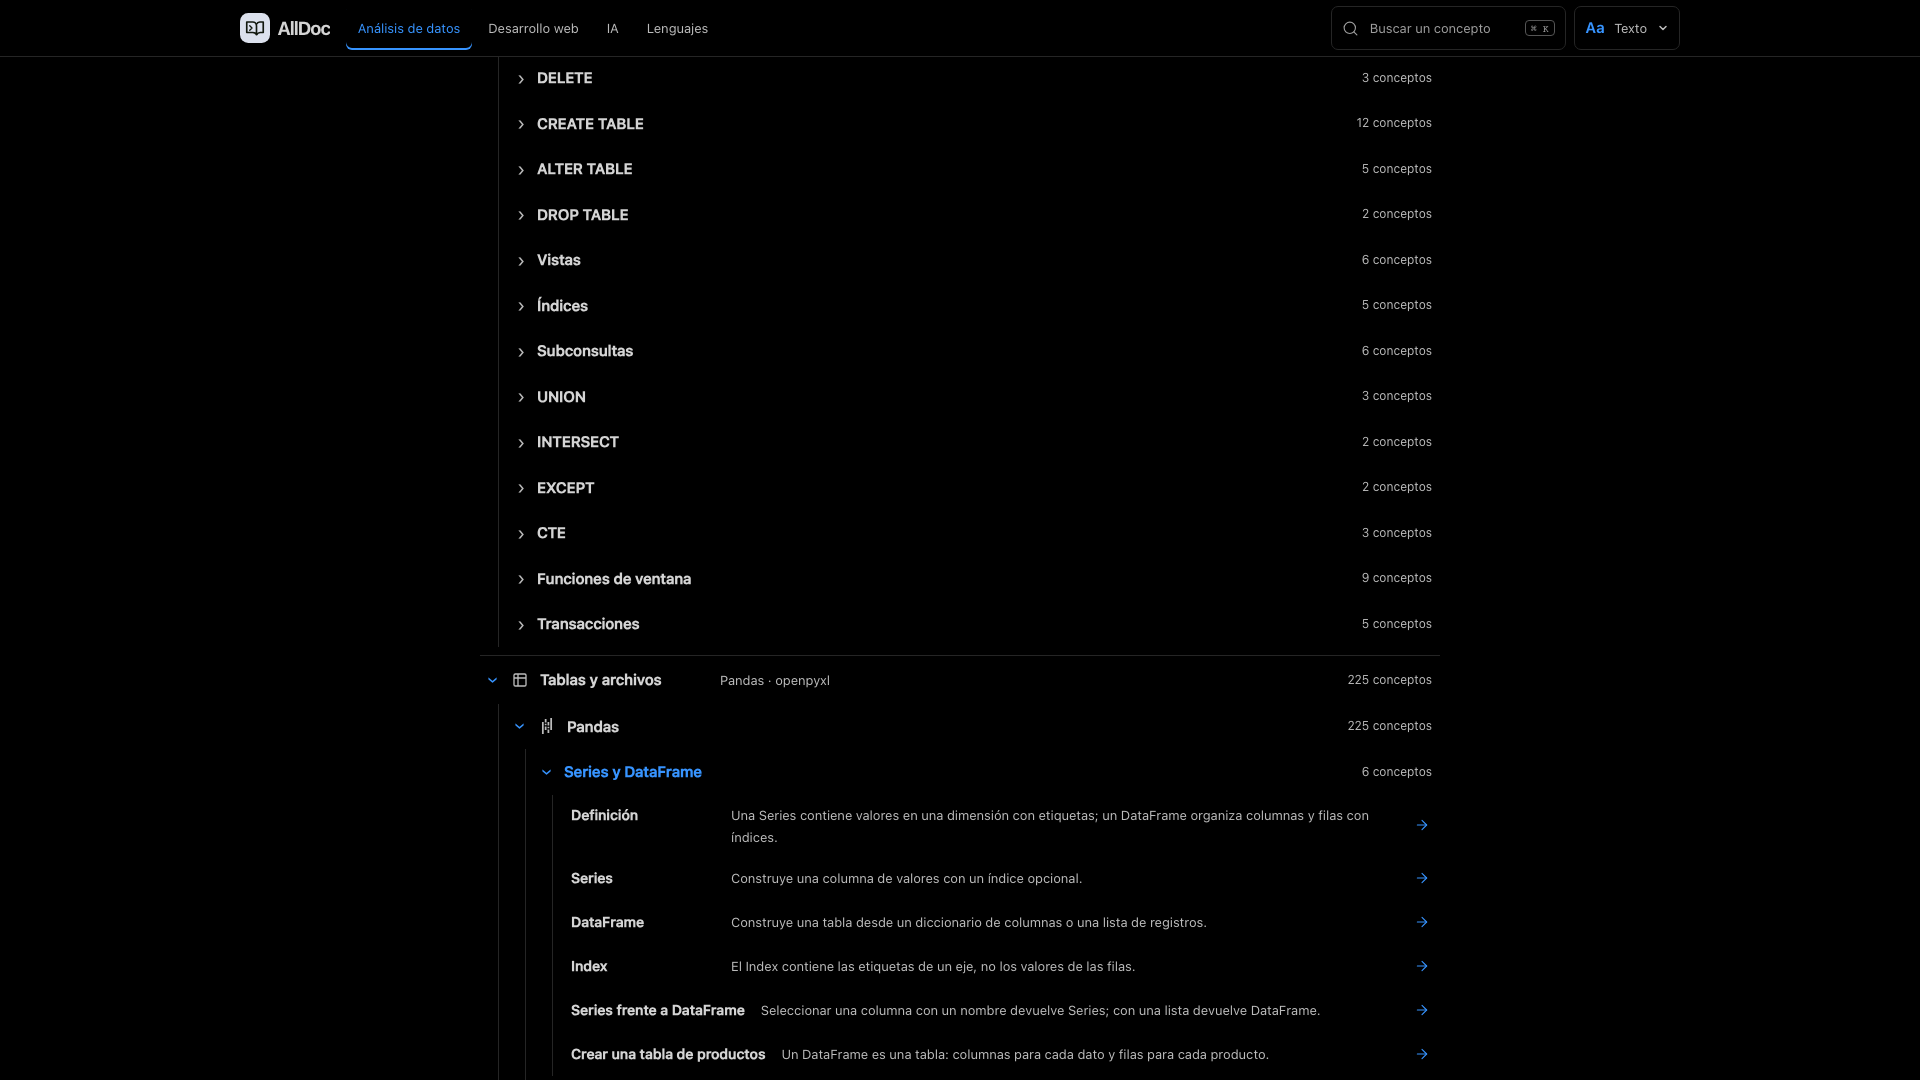 AllDoc
Análisis de datos
Desarrollo web
IA
Lenguajes
Buscar un concepto
⌘ K
Aa Texto
DELETE 3 conceptos
CREATE TABLE 12 conceptos
ALTER TABLE 5 conceptos
DROP TABLE 2 conceptos
Vistas 6 conceptos
Índices 5 conceptos
Subconsultas 6 conceptos
UNION 3 conceptos
INTERSECT 2 conceptos
EXCEPT 2 conceptos
CTE 3 conceptos
Funciones de ventana 9 conceptos
Transacciones 5 conceptos
Tablas y archivos Pandas · openpyxl 225 conceptos
Pandas 225 conceptos
Series y DataFrame 6 conceptos
Definición Una Series contiene valores en una dimensión con etiquetas; un DataFrame organiza columnas y filas con
índices.
Series Construye una columna de valores con un índice opcional.
DataFrame Construye una tabla desde un diccionario de columnas o una lista de registros.
Index El Index contiene las etiquetas de un eje, no los valores de las filas.
Series frente a DataFrame Seleccionar una columna con un nombre devuelve Series; con una lista devuelve DataFrame.
Crear una tabla de productos Un DataFrame es una tabla: columnas para cada dato y filas para cada producto.